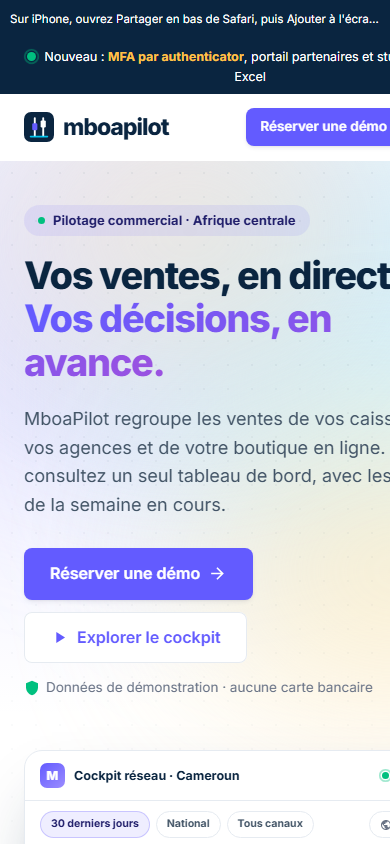 Sur iPhone, ouvrez Partager en bas de Safari, puis Ajouter à l'écra...
Nouveau : MFA par authenticator, portail partenaires et stu
Excel
mboapilot
Réserver une démo
Pilotage commercial · Afrique centrale
Vos ventes, en direct
Vos décisions, en
avance.
MboaPilot regroupe les ventes de vos caiss
vos agences et de votre boutique en ligne.
consultez un seul tableau de bord, avec les
de la semaine en cours.
Réserver une démo →
Explorer le cockpit
Données de démonstration · aucune carte bancaire
M Cockpit réseau · Cameroun
30 derniers jours National Tous canaux